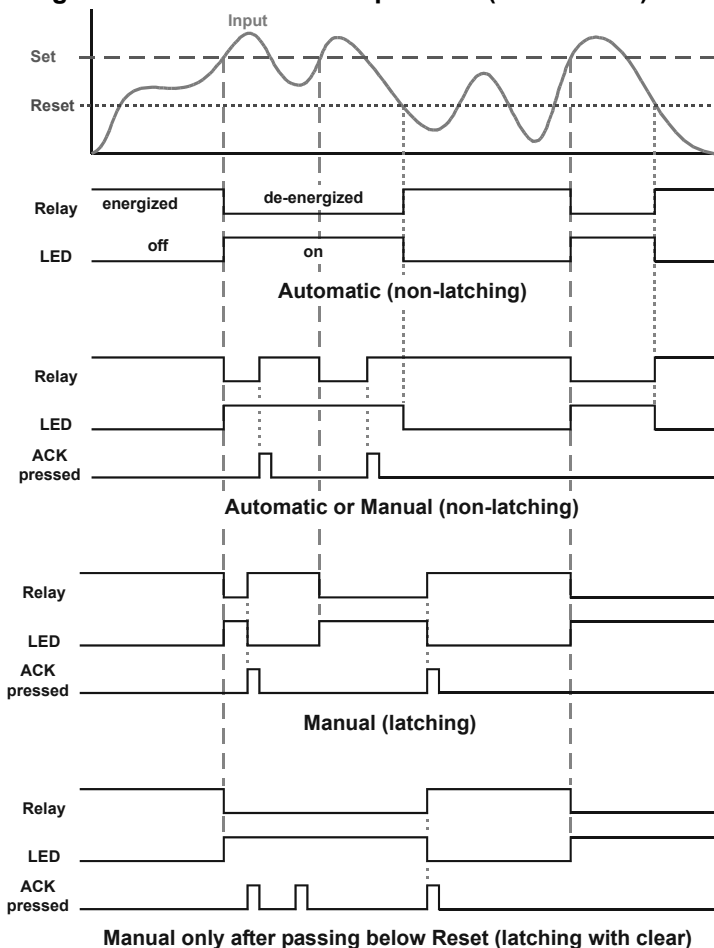 Input
Set
Reset
Relay energized de-energized
LED off on
Automatic (non-latching)
Relay
LED
ACK
pressed
Automatic or Manual (non-latching)
Relay
LED
ACK
pressed
Manual (latching)
Relay
LED
ACK
pressed
Manual only after passing below Reset (latching with clear)